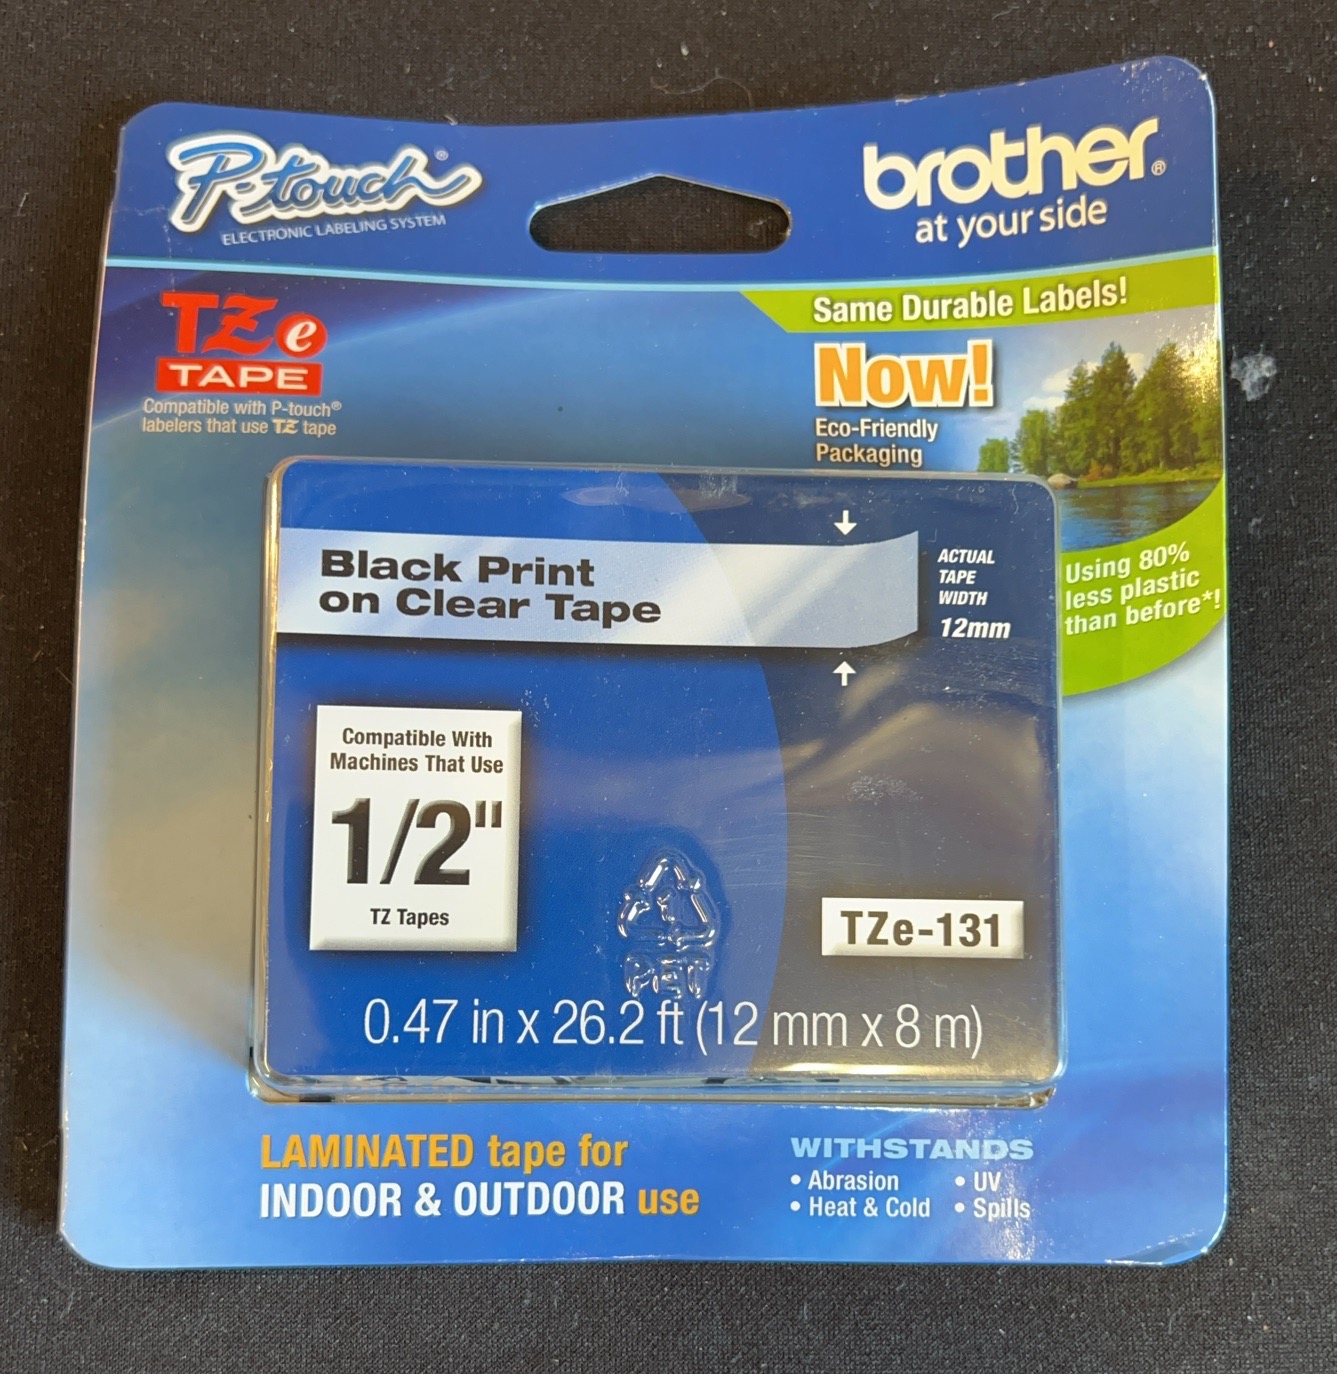 P-touch®
ELECTRONIC LABELING SYSTEM
brother®
at your side
TZe
TAPE
Compatible with P-touch®
labelers that use TZ tape
Same Durable Labels!
Now!
Eco-Friendly
Packaging
Using 80%
less plastic
than before*!
Black Print
on Clear Tape
ACTUAL
TAPE
WIDTH
12mm
Compatible With
Machines That Use
1/2"
TZ Tapes
1
PET
TZe-131
0.47 in x 26.2 ft (12 mm x 8 m)
LAMINATED tape for
INDOOR & OUTDOOR use
WITHSTANDS
• Abrasion • UV
• Heat & Cold • Spills